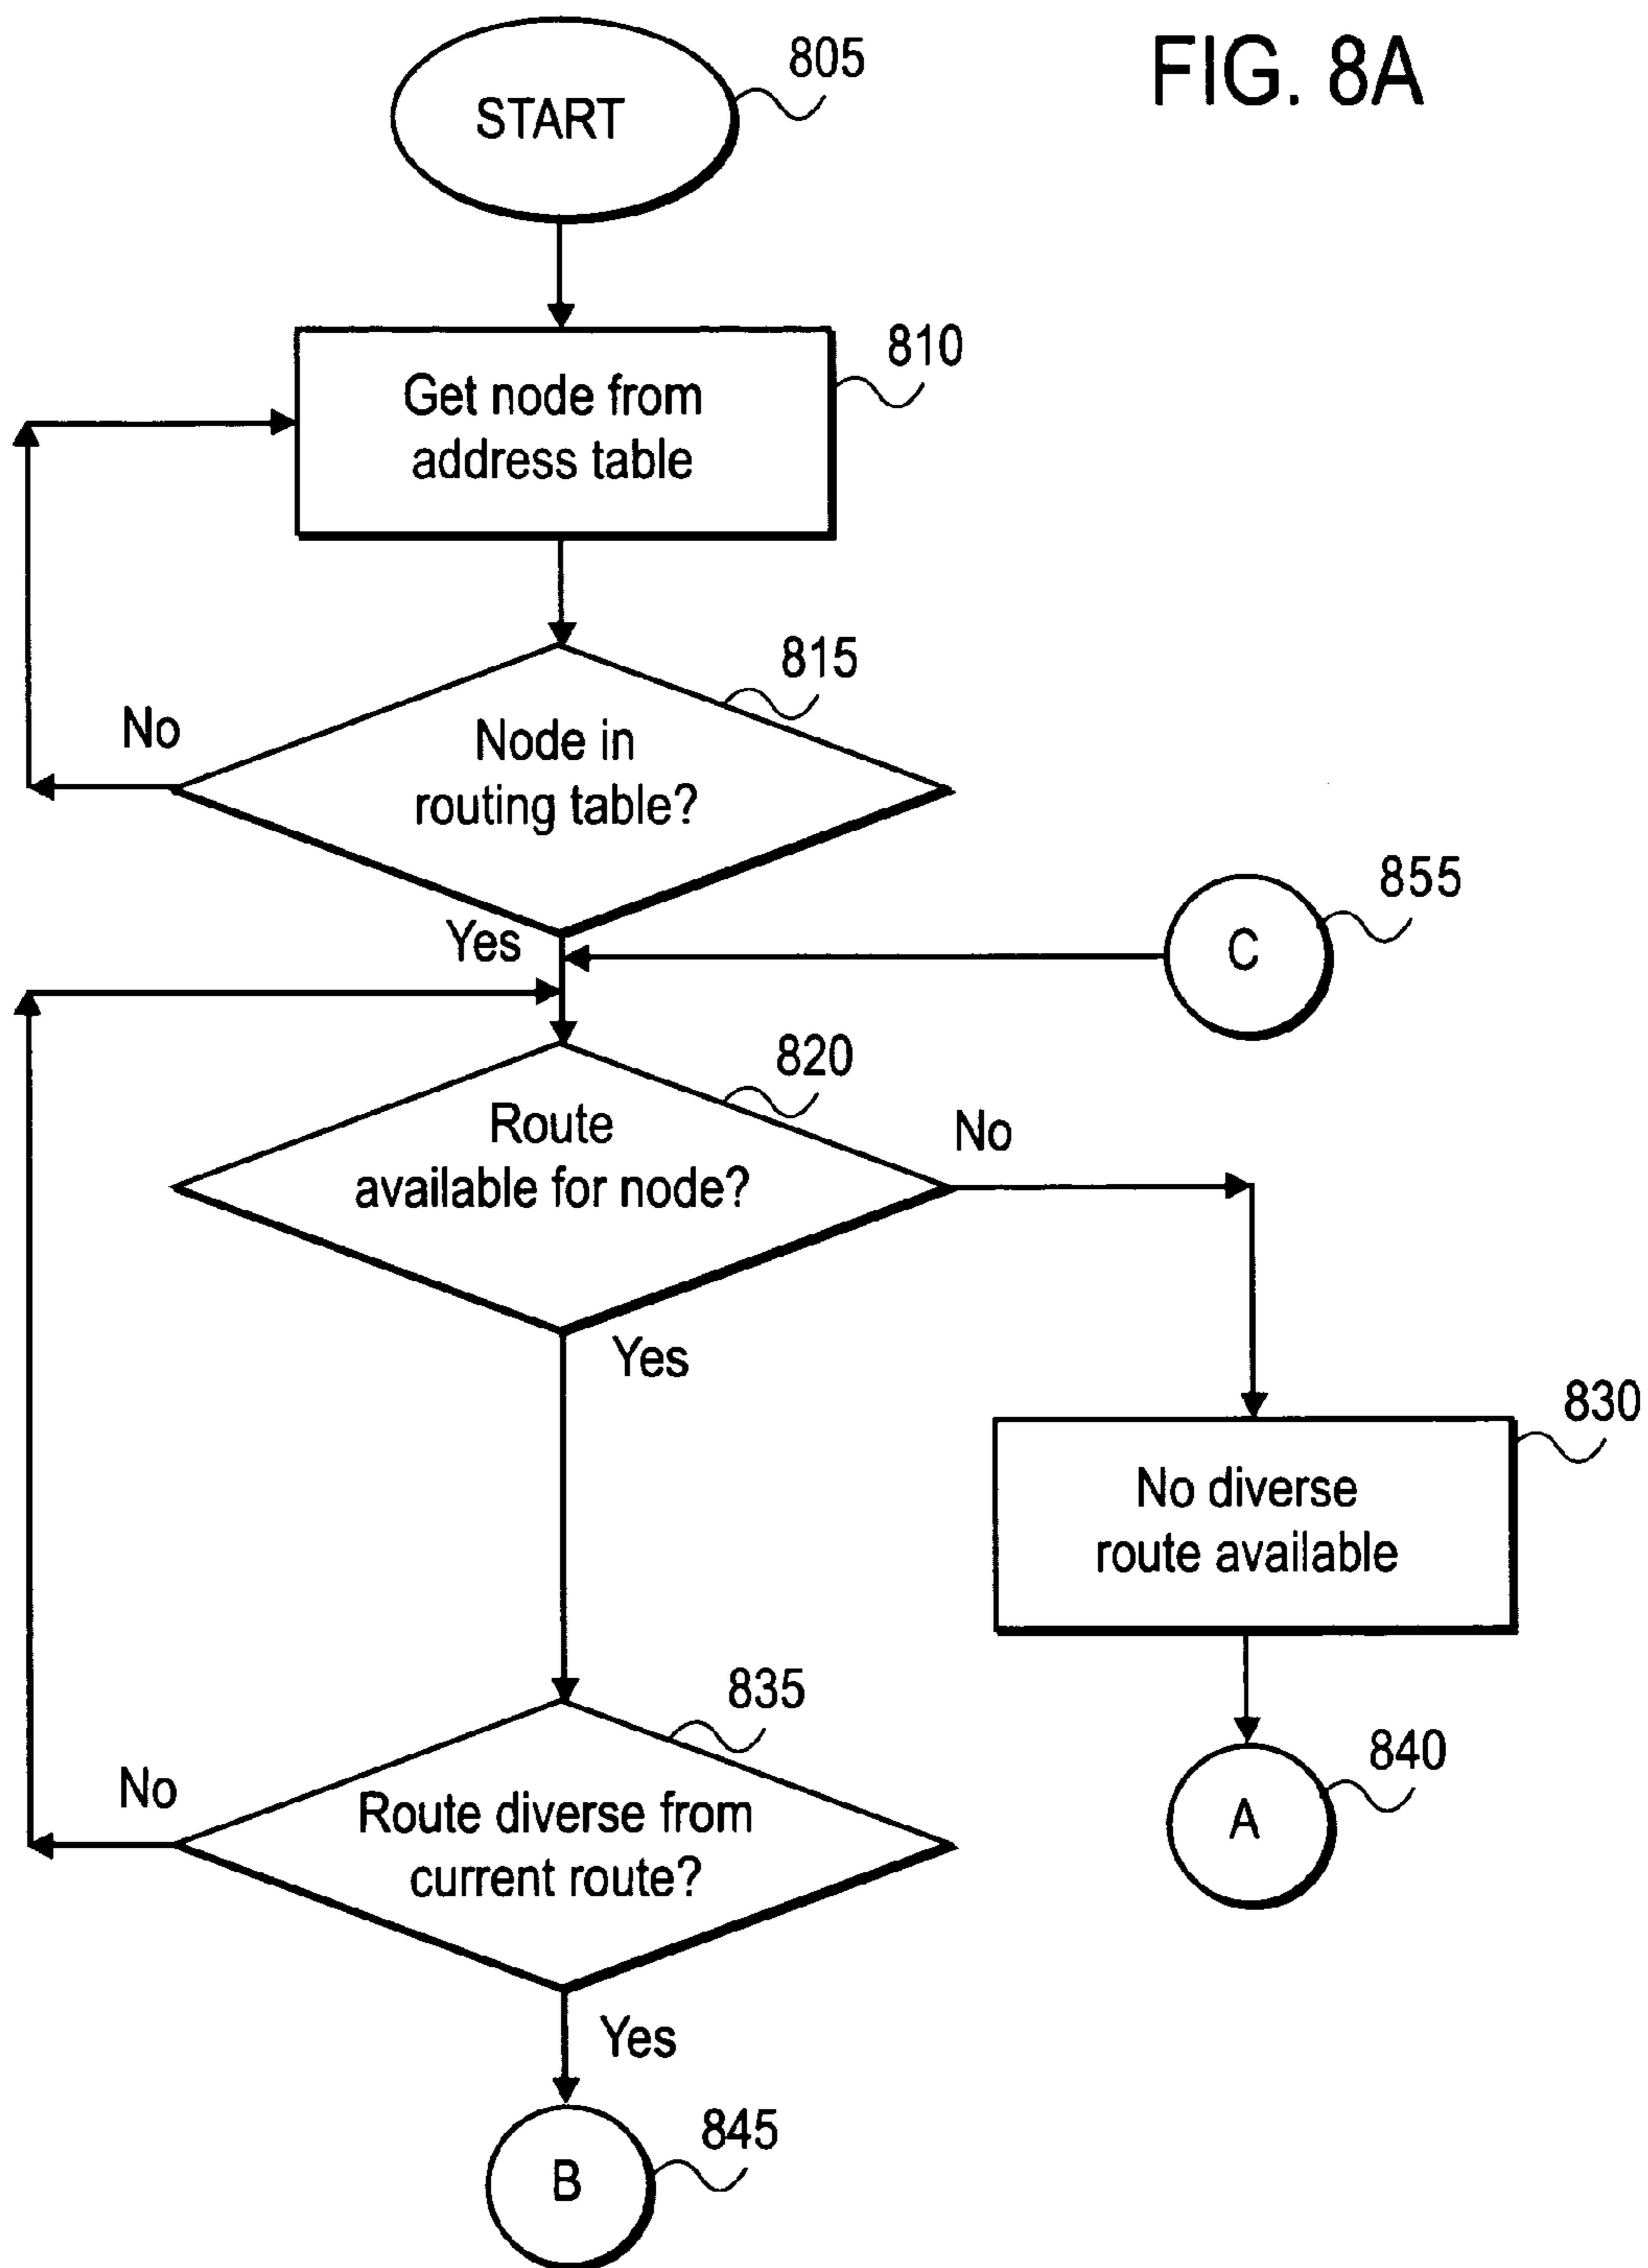 FIG. 8A
805
START
810
Get node from
address table
815
No
Node in
routing table?
Yes
855
C
820
Route
available for node?
No
Yes
830
No diverse
route available
835
No
Route diverse from
current route?
840
A
Yes
845
B